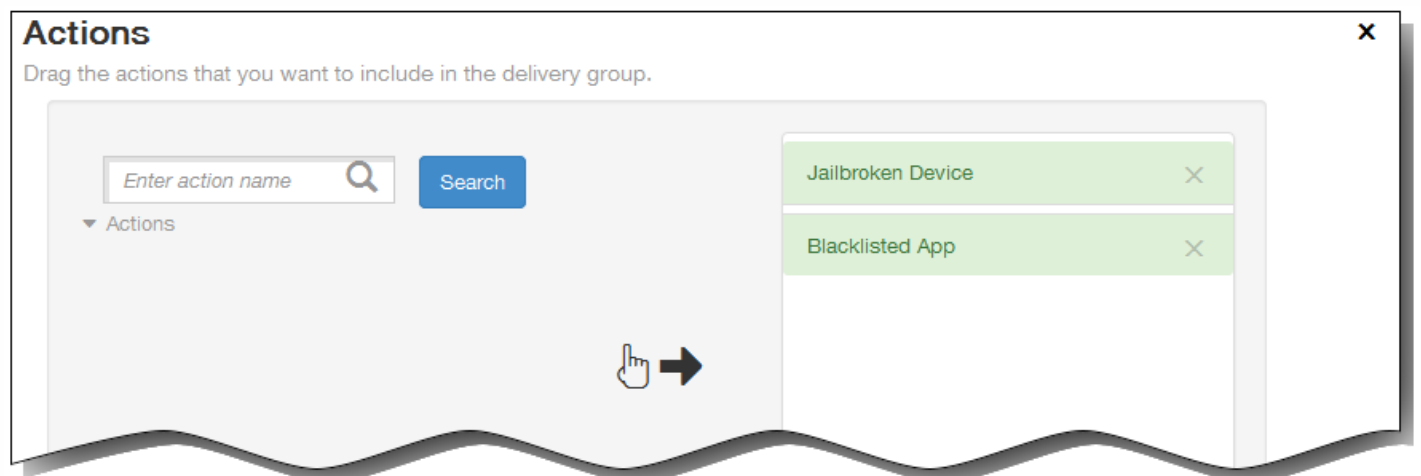 Actions
Drag the actions that you want to include in the delivery group.
Enter action name
Search
Actions
Jailbroken Device
Blacklisted App